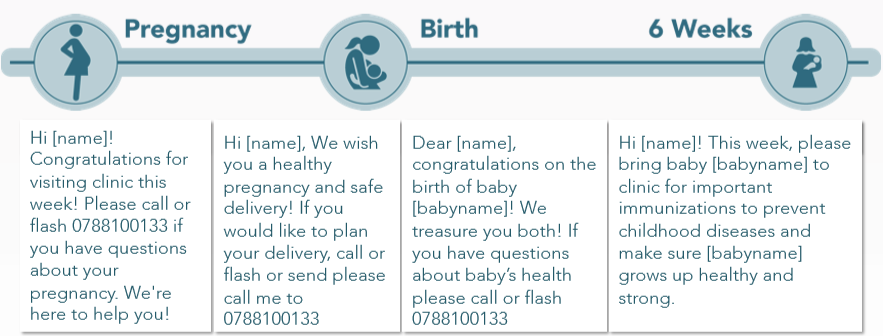 Pregnancy
Birth
6 Weeks
Hi [name]!
Congratulations for
visiting clinic this
week! Please call or
flash 0788100133 if
you have questions
about your
pregnancy. We're
here to help you!
Hi [name], We wish
you a healthy
pregnancy and safe
delivery! If you
would like to plan
your delivery, call or
flash or send please
call me to
0788100133
Dear [name],
congratulations on the
birth of baby
[babyname]! We
treasure you both! If
you have questions
about baby’s health
please call or flash
0788100133
Hi [name]! This week, please
bring baby [babyname] to
clinic for important
immunizations to prevent
childhood diseases and
make sure [babyname]
grows up healthy and
strong.